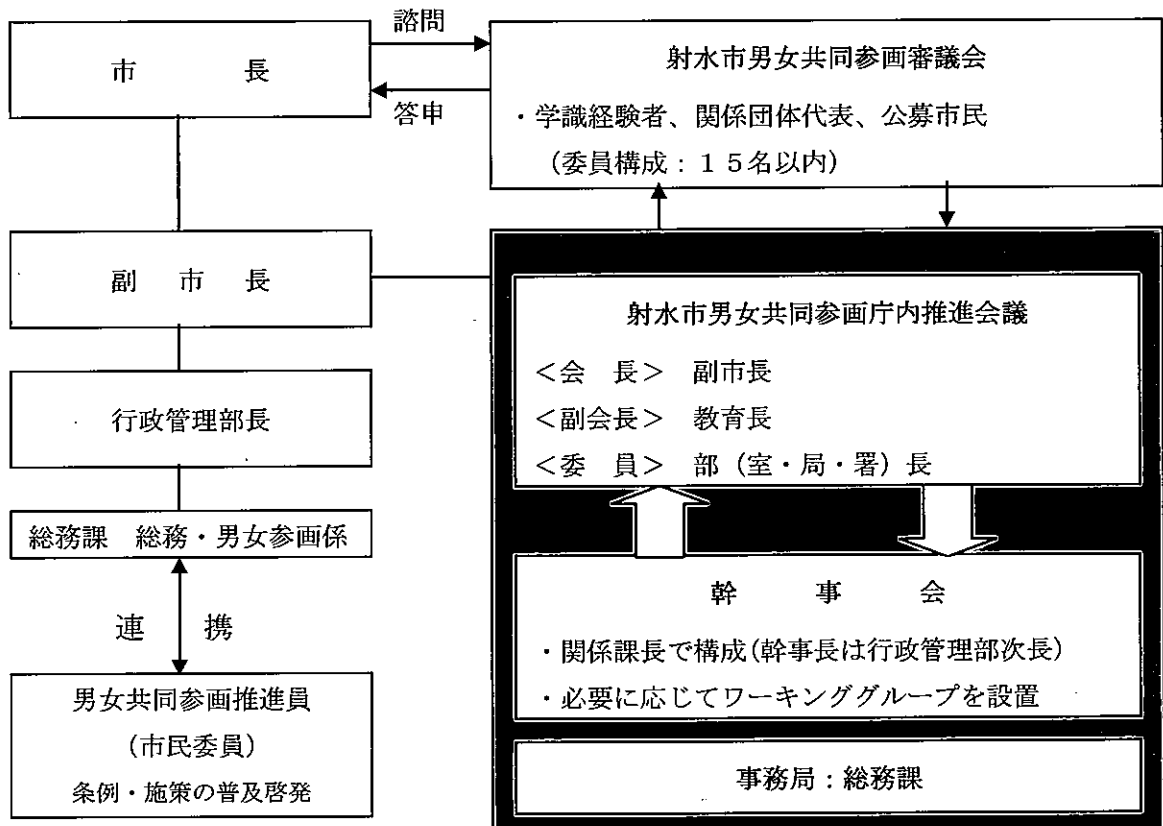 諮問
市 長
答申
射水市男女共同参画審議会
・学識経験者、関係団体代表、公募市民
（委員構成：１５名以内）
副 市 長
行政管理部長
総務課 総務・男女参画係
連 携
男女共同参画推進員
（市民委員）
条例・施策の普及啓発
射水市男女共同参画庁内推進会議
＜会 長＞ 副市長
＜副会長＞ 教育長
＜委 員＞ 部（室・局・署）長
幹 事 会
・関係課長で構成(幹事長は行政管理部次長)
・必要に応じてワーキンググループを設置
事務局：総務課